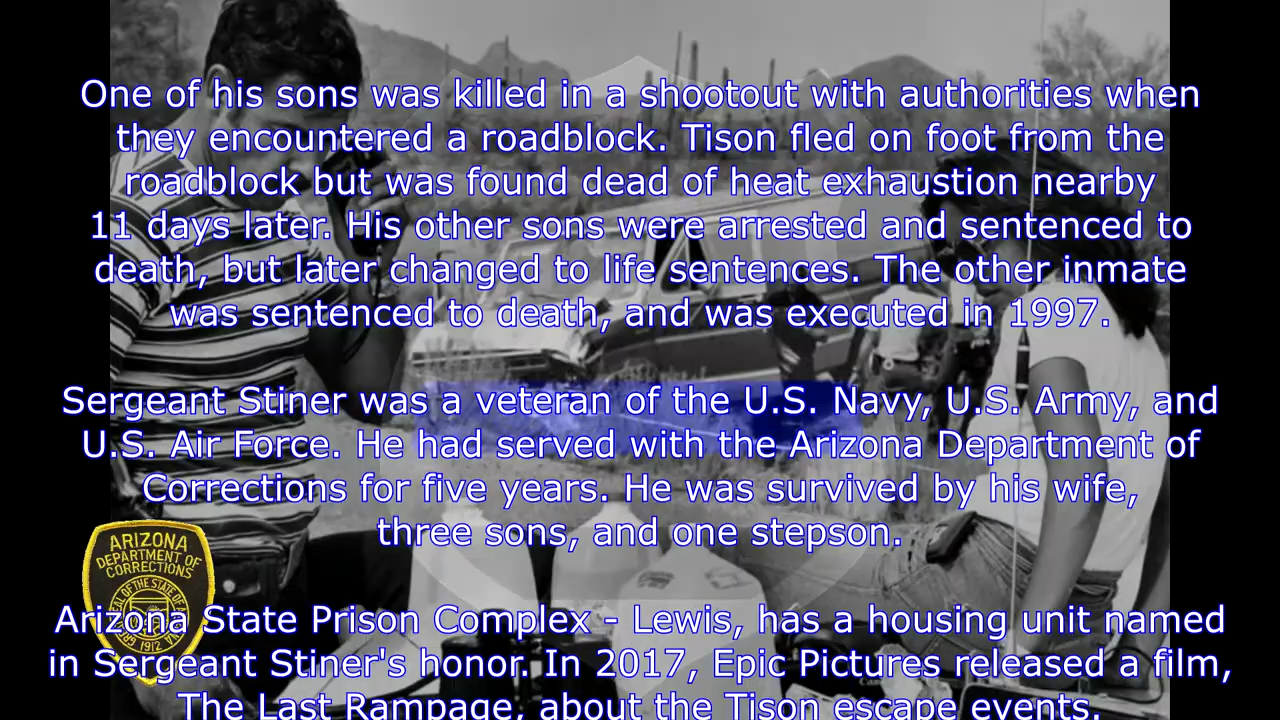 One of his sons was killed in a shootout with authorities when
they encountered a roadblock. Tison fled on foot from the
roadblock but was found dead of heat exhaustion nearby
11 days later. His other sons were arrested and sentenced to
death, but later changed to life sentences. The other inmate
was sentenced to death, and was executed in 1997.
Sergeant Stiner was a veteran of the U.S. Navy, U.S. Army, and
U.S. Air Force. He had served with the Arizona Department of
Corrections for five years. He was survived by his wife,
three sons, and one stepson.
ARIZONA
DEPARTMENT OF
CORRECTIONS
1912
Arizona State Prison Complex - Lewis, has a housing unit named
in Sergeant Stiner's honor. In 2017, Epic Pictures released a film,
The Last Rampage, about the Tison escape events.